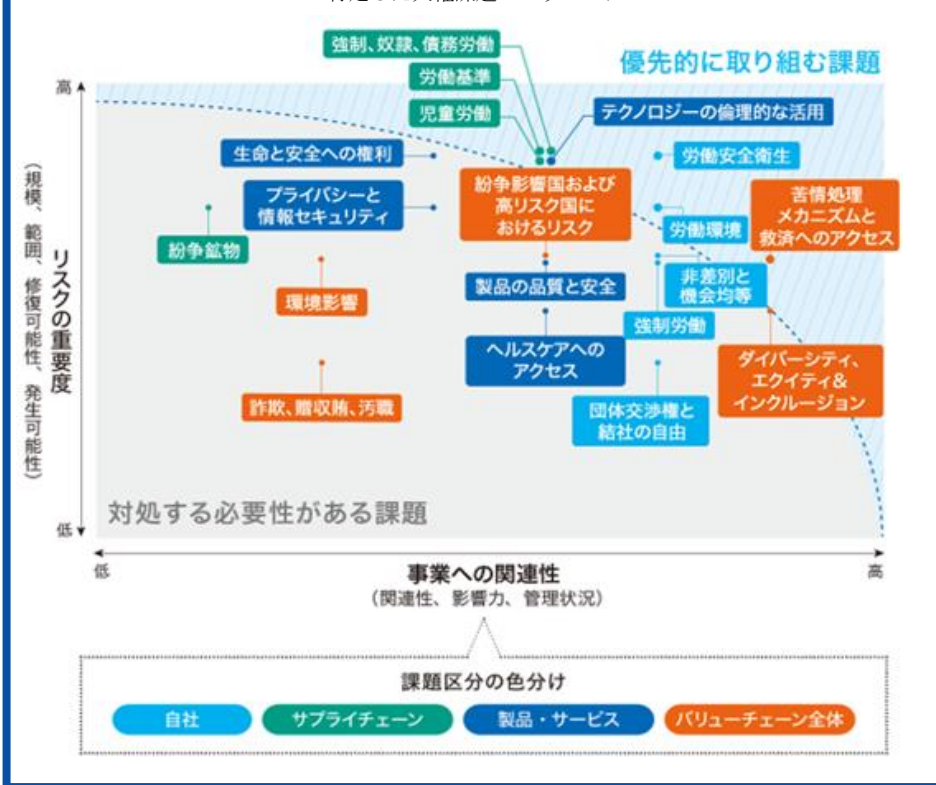 強制、奴隷、債務労働
優先的に取り組む課題
高
労働基準
児童労働
テクノロジーの倫理的な活用
生命と安全への権利
労働安全衛生
プライバシーと
情報セキュリティ
紛争影響国および
高リスク国に
おけるリスク
苦情処理
メカニズムと
救済へのアクセス
労働環境
紛争鉱物
製品の品質と安全
非差別と
機会均等
環境影響
強制労働
ヘルスケアへの
アクセス
ダイバーシティ、
エクイティ&
インクルージョン
詐欺、贈収賄、汚職
団体交渉権と
結社の自由
リスクの重要度
(規模、範囲、修復可能性、発生可能性)
対処する必要性がある課題
低
低
事業への関連性
高
(関連性、影響力、管理状況)
課題区分の色分け
自社
サプライチェーン
製品・サービス
バリューチェーン全体